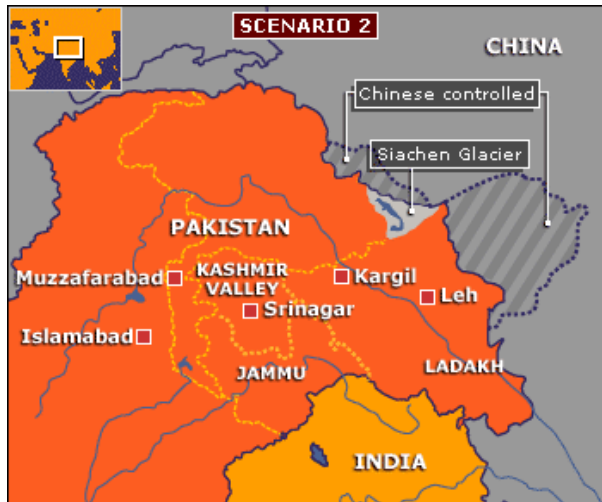 SCENARIO 2
CHINA
Chinese controlled
Siachen Glacier
PAKISTAN
Muzzafarabad
KASHMIR
VALLEY
Kargil
Leh
Srinagar
Islamabad
JAMMU
LADAKH
INDIA